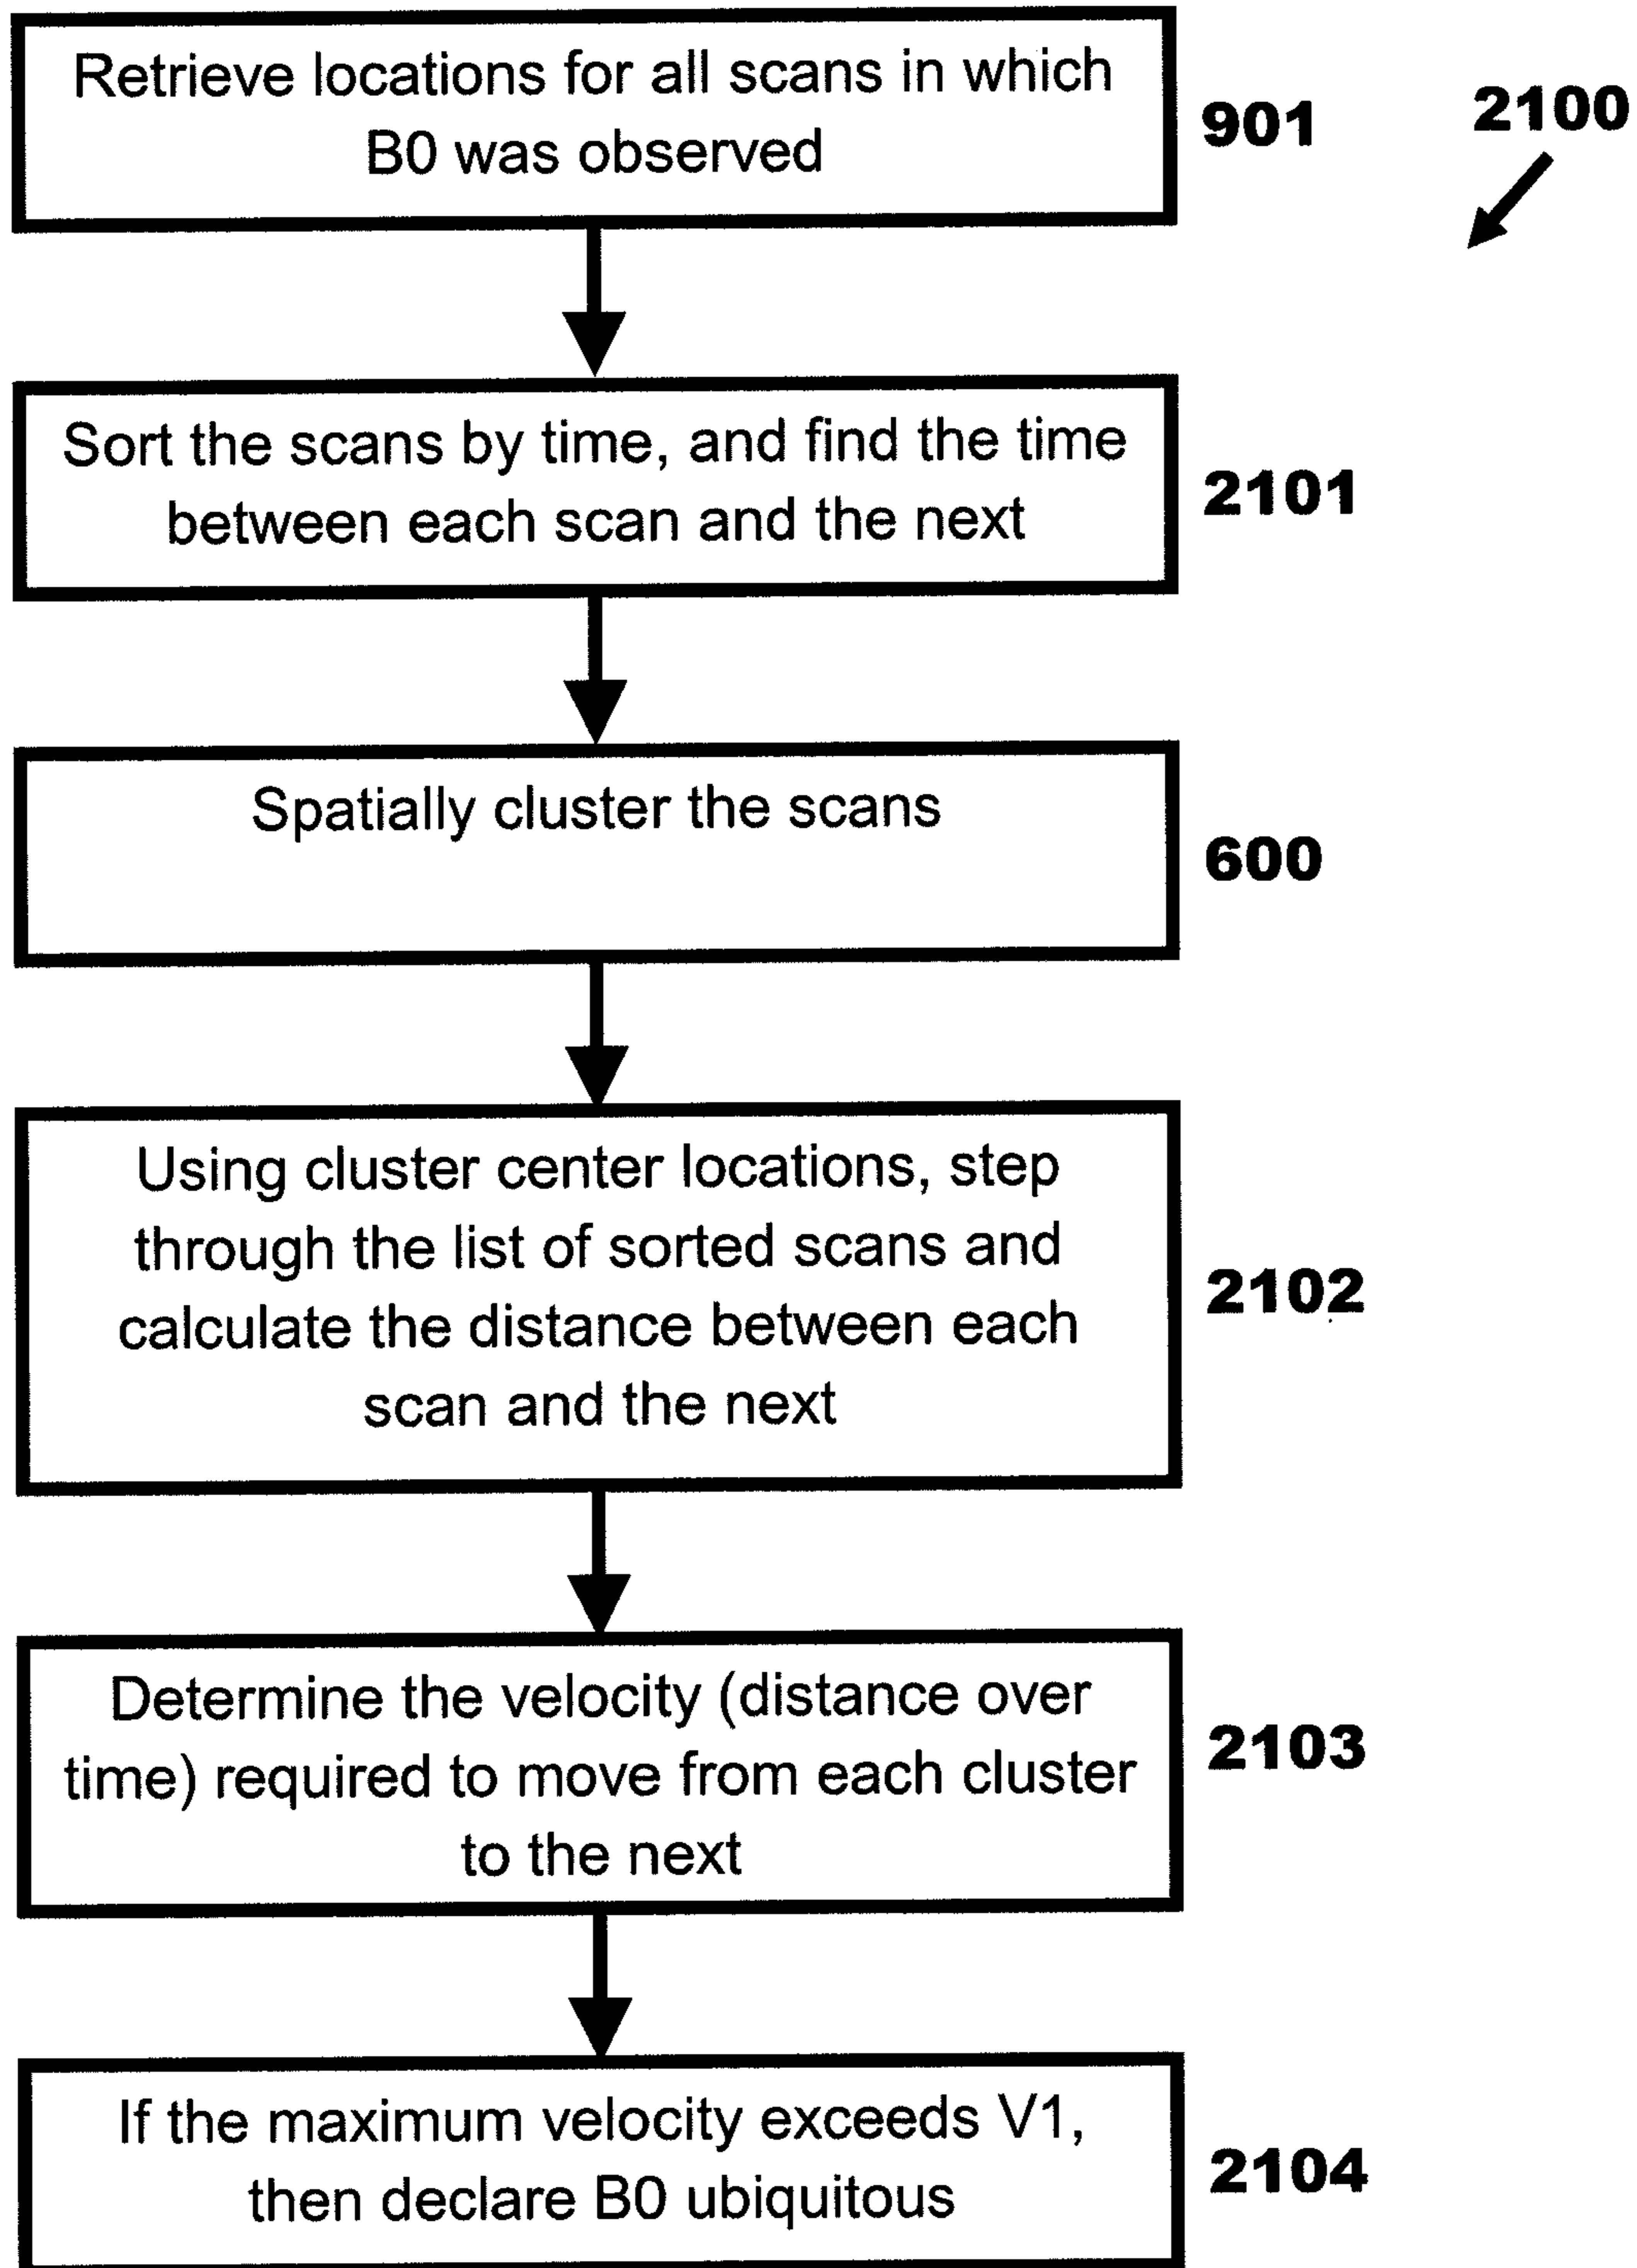 Retrieve locations for all scans in which
B0 was observed
901
2100
Sort the scans by time, and find the time
between each scan and the next
2101
Spatially cluster the scans
600
Using cluster center locations, step
through the list of sorted scans and
calculate the distance between each
scan and the next
2102
Determine the velocity (distance over
time) required to move from each cluster
to the next
2103
If the maximum velocity exceeds V1,
then declare B0 ubiquitous
2104